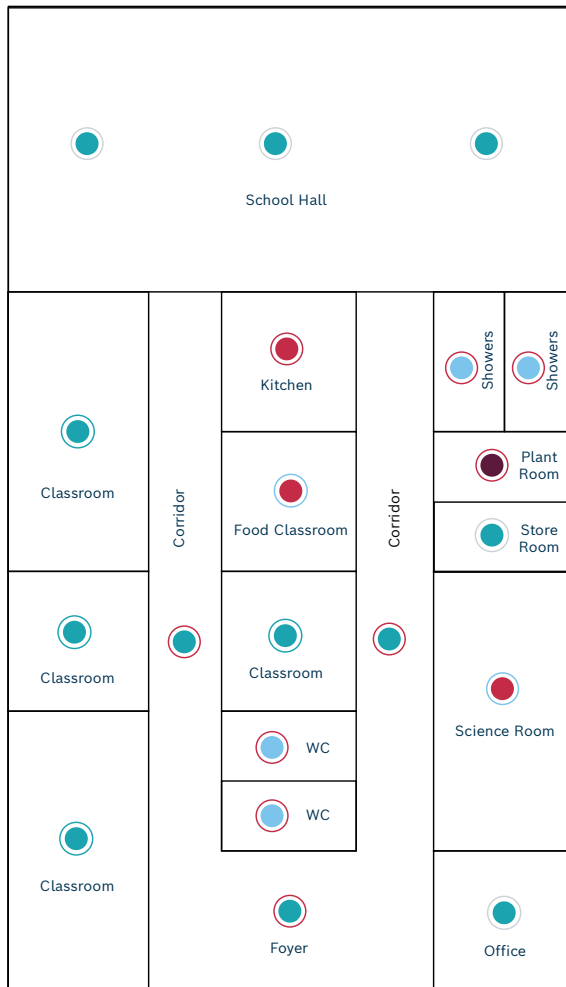 School Hall
Kitchen
Showers
Showers
Plant
Room
Classroom
Corridor
Food Classroom
Corridor
Store
Room
Classroom
Classroom
Science Room
WC
WC
Classroom
Foyer
Office